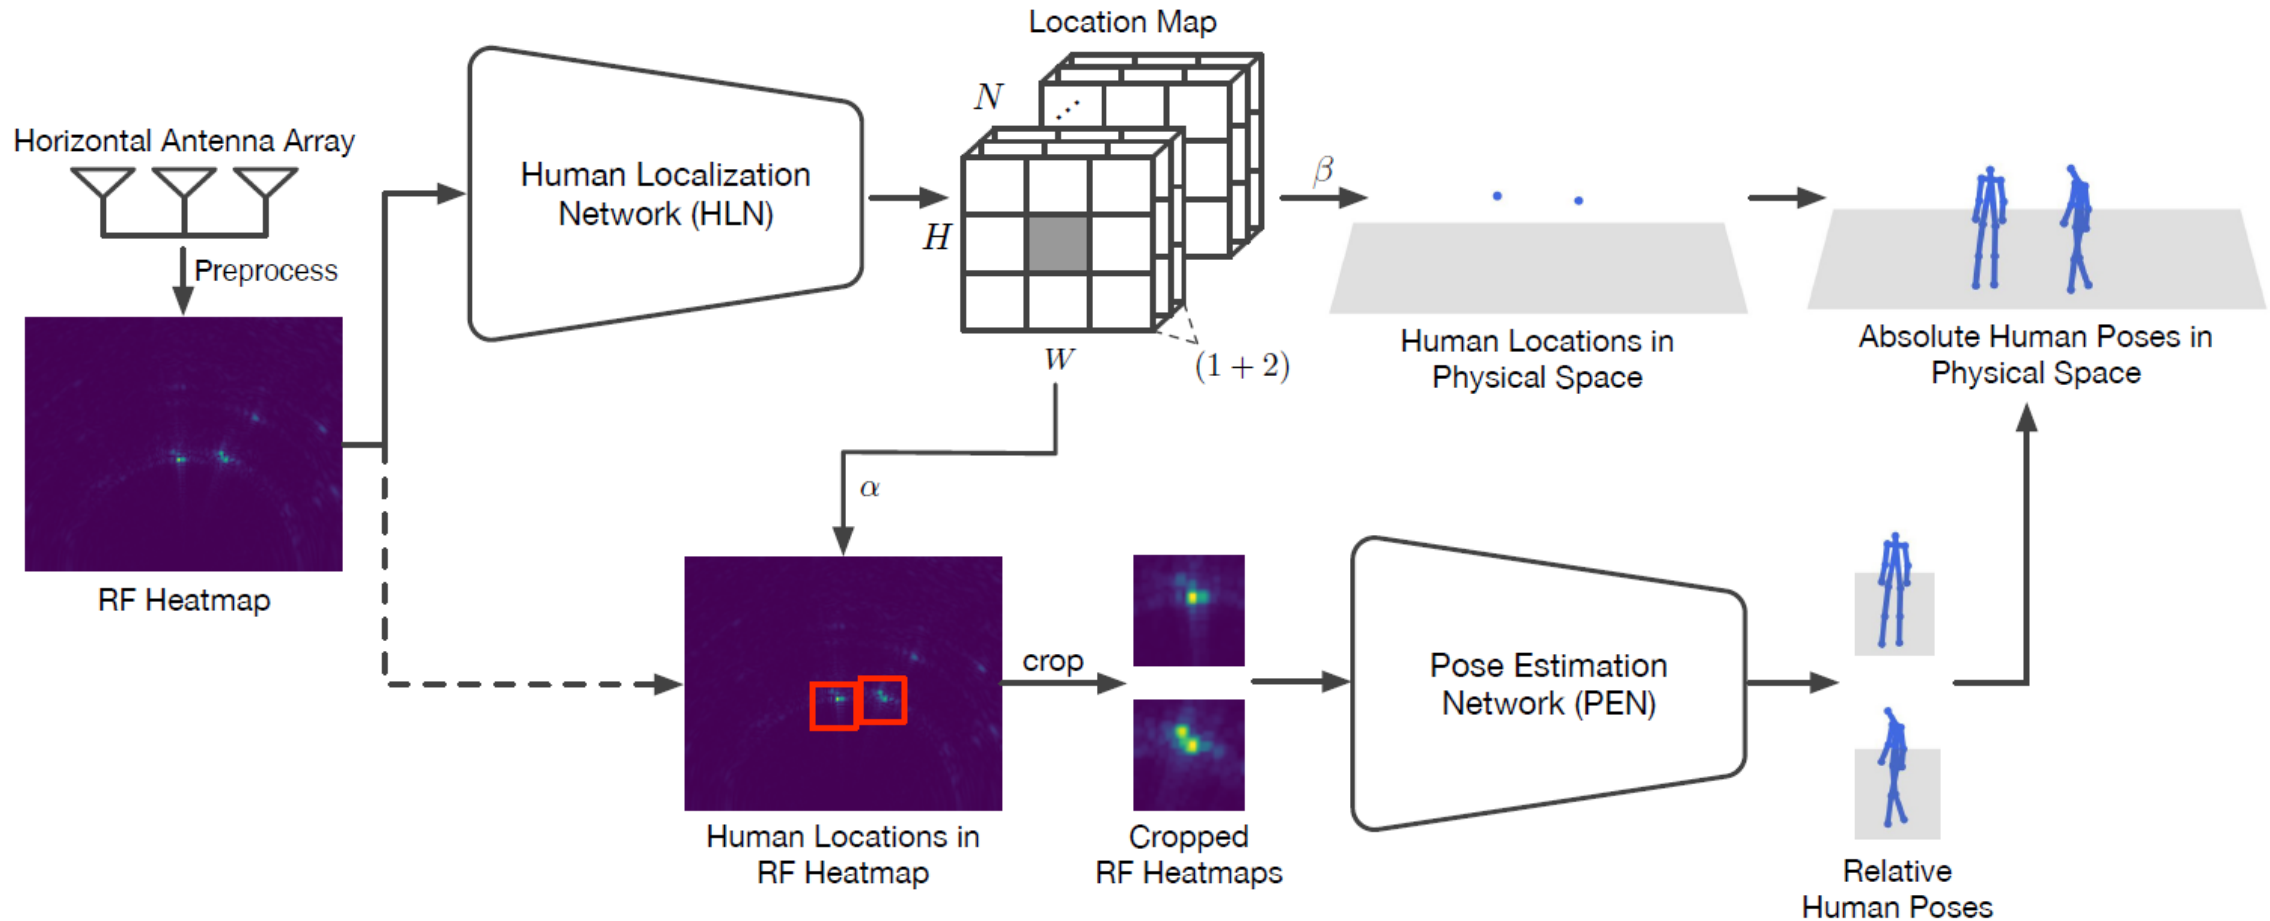 Location Map
N
Horizontal Antenna Array
Human Localization
Network (HLN)
β
H
Preprocess
W
(1 + 2)
Human Locations in
Physical Space
Absolute Human Poses in
Physical Space
α
RF Heatmap
crop
Pose Estimation
Network (PEN)
Human Locations in
RF Heatmap
Cropped
RF Heatmaps
Relative
Human Poses